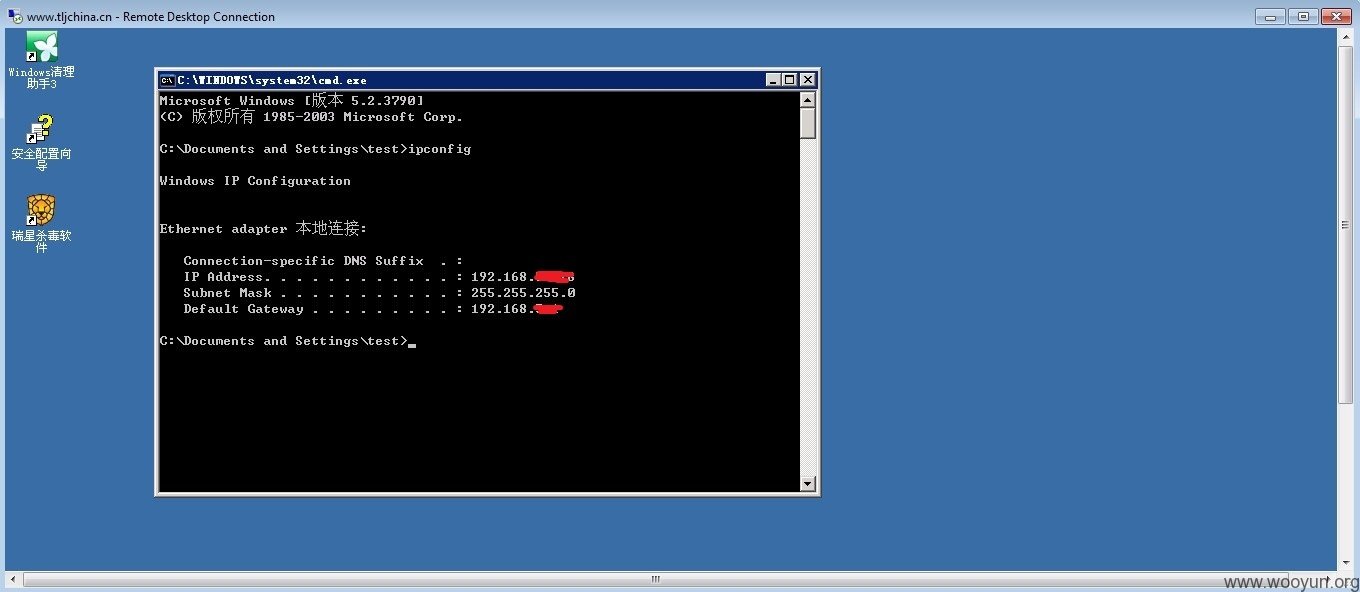 www.tljchina.cn - Remote Desktop Connection
Windows清理
助手3
安全配置向
导
瑞星杀毒软
件
C:\WINDOWS\system32\cmd.exe
Microsoft Windows [版本 5.2.3790]
(C) 版权所有 1985-2003 Microsoft Corp.
C:\Documents and Settings\test>ipconfig
Windows IP Configuration
Ethernet adapter 本地连接:
Connection-specific DNS Suffix  . :
IP Address. . . . . . . . . . . . : 192.168.
Subnet Mask . . . . . . . . . . . : 255.255.255.0
Default Gateway . . . . . . . . . : 192.168.
C:\Documents and Settings\test>
www.wooyun.org